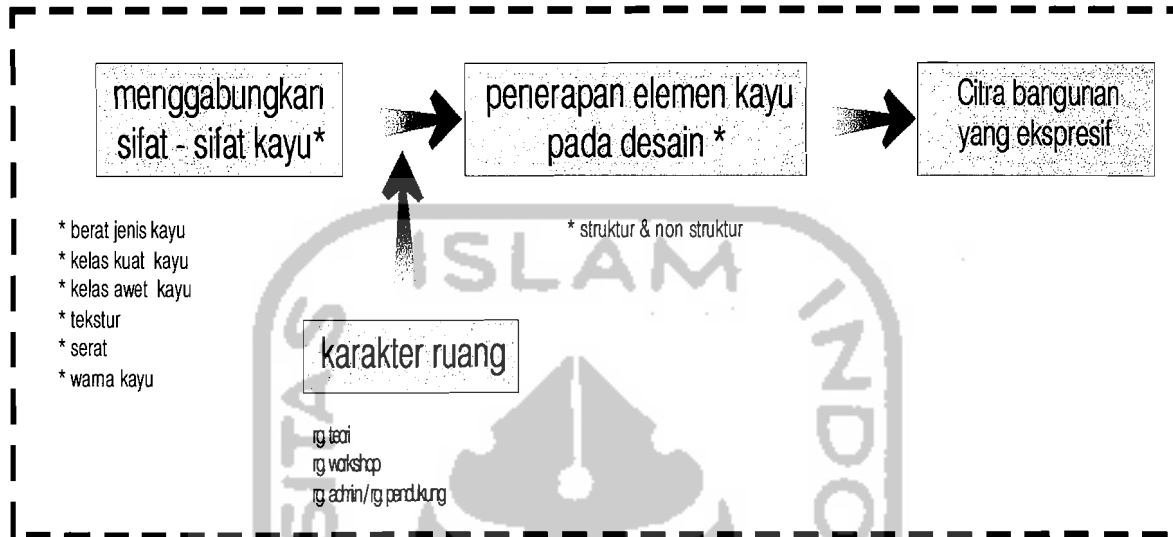 menggabungkan
sifat - sifat kayu*
penerapan elemen kayu
pada desain *
Citra bangunan
yang ekspresif
* berat jenis kayu
* kelas kuat kayu
* kelas awet kayu
* tekstur
* serat
* warna kayu
* struktur & non struktur
karakter ruang
rg. teori
rg. workshop
rg. admin / rg. pendukung
ISLAM
SITAS
INDO